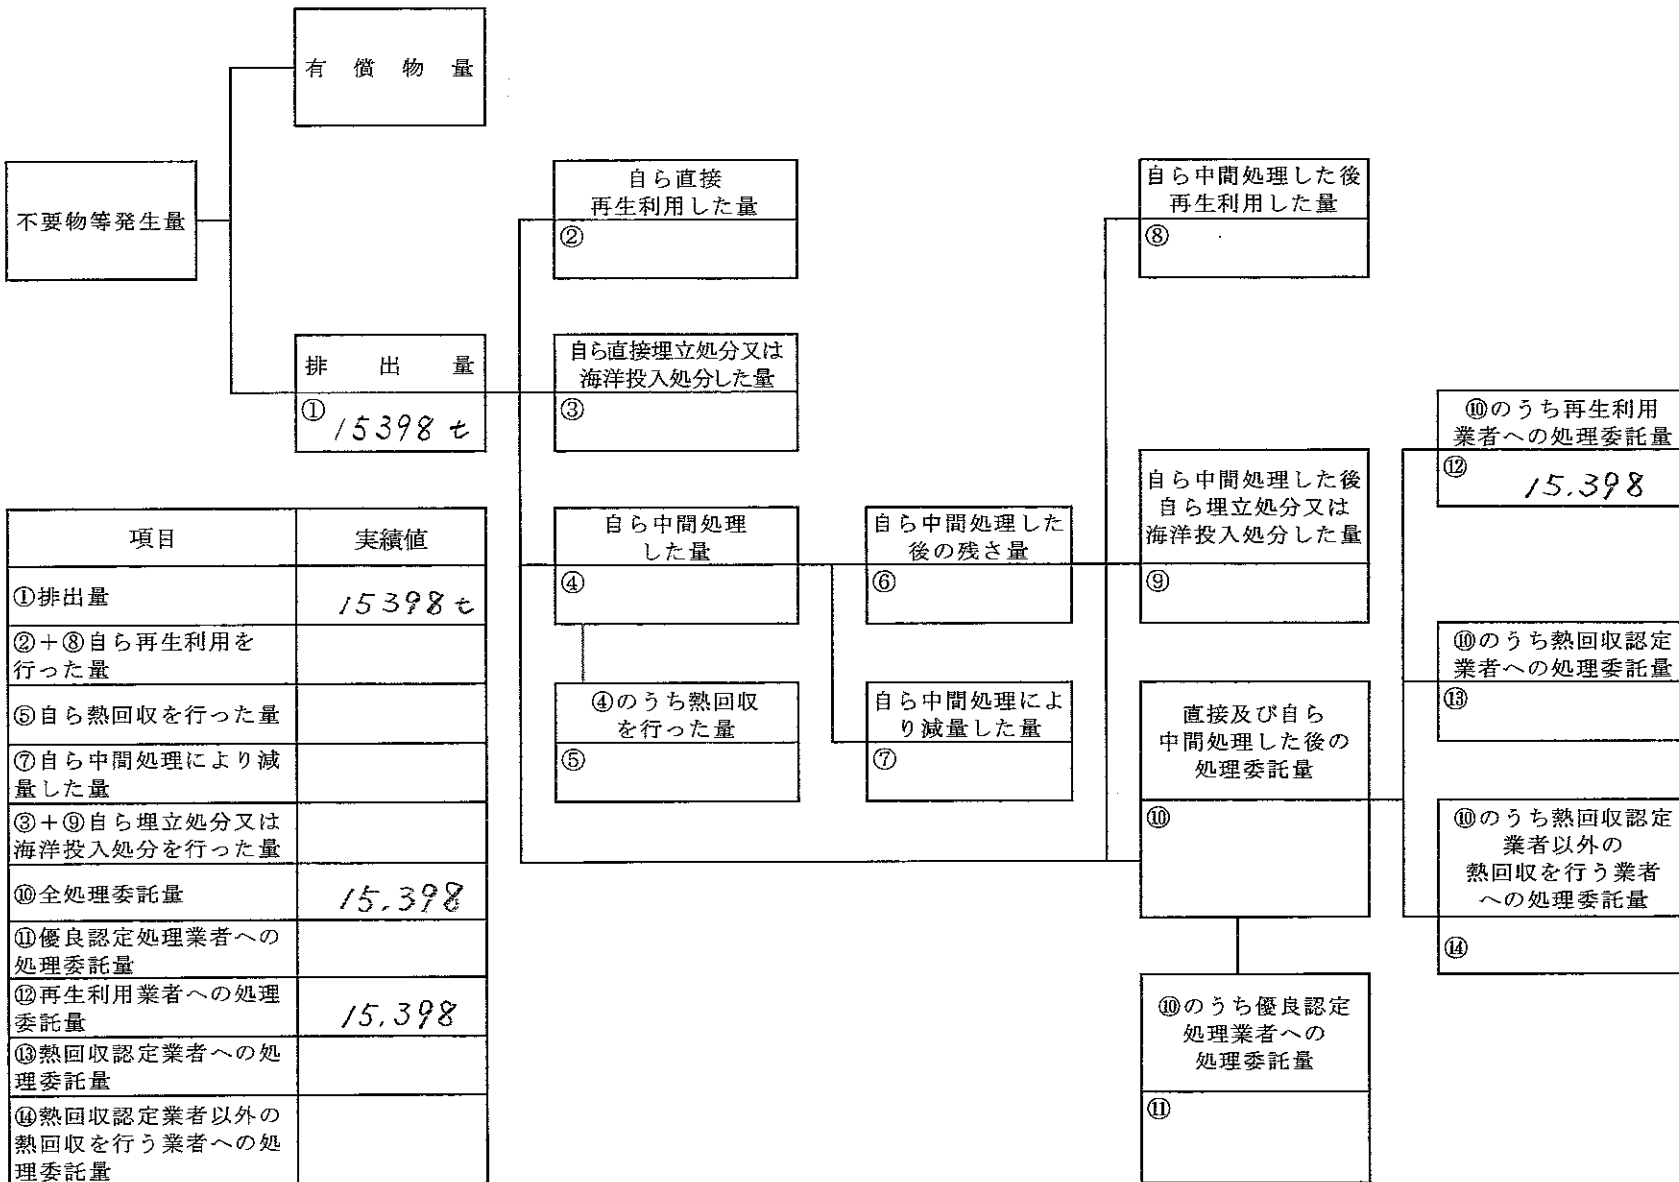 有償物量
不要物等発生量
排出量
①
15398 t
自ら直接
再生利用した量
②
自ら直接埋立処分又は
海洋投入処分した量
③
自ら中間処理
した量
④
④のうち熱回収
を行った量
⑤
自ら中間処理した
後の残さ量
⑥
自ら中間処理によ
り減量した量
⑦
自ら中間処理した後
再生利用した量
⑧
自ら中間処理した後
自ら埋立処分又は
海洋投入処分した量
⑨
直接及び自ら
中間処理した後の
処理委託量
⑩
⑩のうち優良認定
処理業者への
処理委託量
⑪
⑩のうち再生利用
業者への処理委託量
⑫
15.398
⑩のうち熱回収認定
業者への処理委託量
⑬
⑩のうち熱回収認定
業者以外の
熱回収を行う業者
への処理委託量
⑭
項目 実績値
①排出量 15398 t
②+⑧自ら再生利用を
行った量
⑤自ら熱回収を行った量
⑦自ら中間処理により減
量した量
③+⑨自ら埋立処分又は
海洋投入処分を行った量
⑩全処理委託量 15.398
⑪優良認定処理業者への
処理委託量
⑫再生利用業者への処理
委託量 15.398
⑬熱回収認定業者への処
理委託量
⑭熱回収認定業者以外の
熱回収を行う業者への処
理委託量